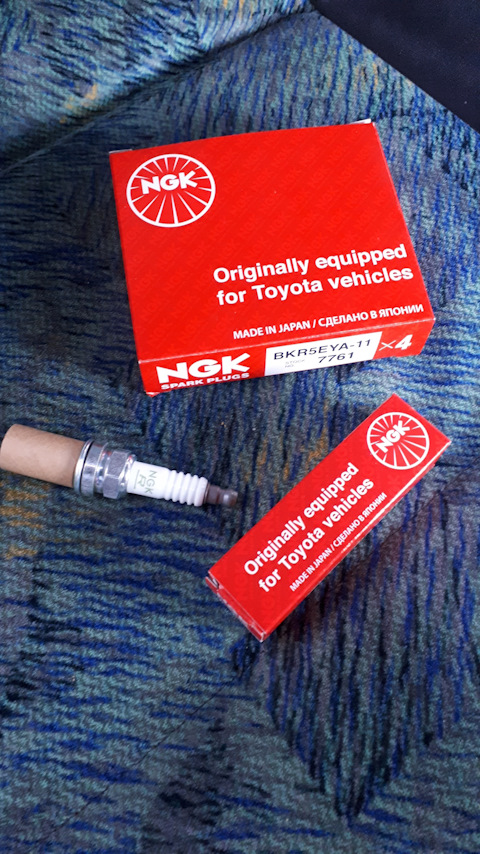 NGK
Originally equipped
for Toyota vehicles
MADE IN JAPAN / СДЕЛАНО В ЯПОНИИ
NGK
SPARK PLUGS
BKR5EYA-11
7761
×4
NGK
R
NGK
Originally equipped
for Toyota vehicles
MADE IN JAPAN / СДЕЛАНО В ЯПОНИИ